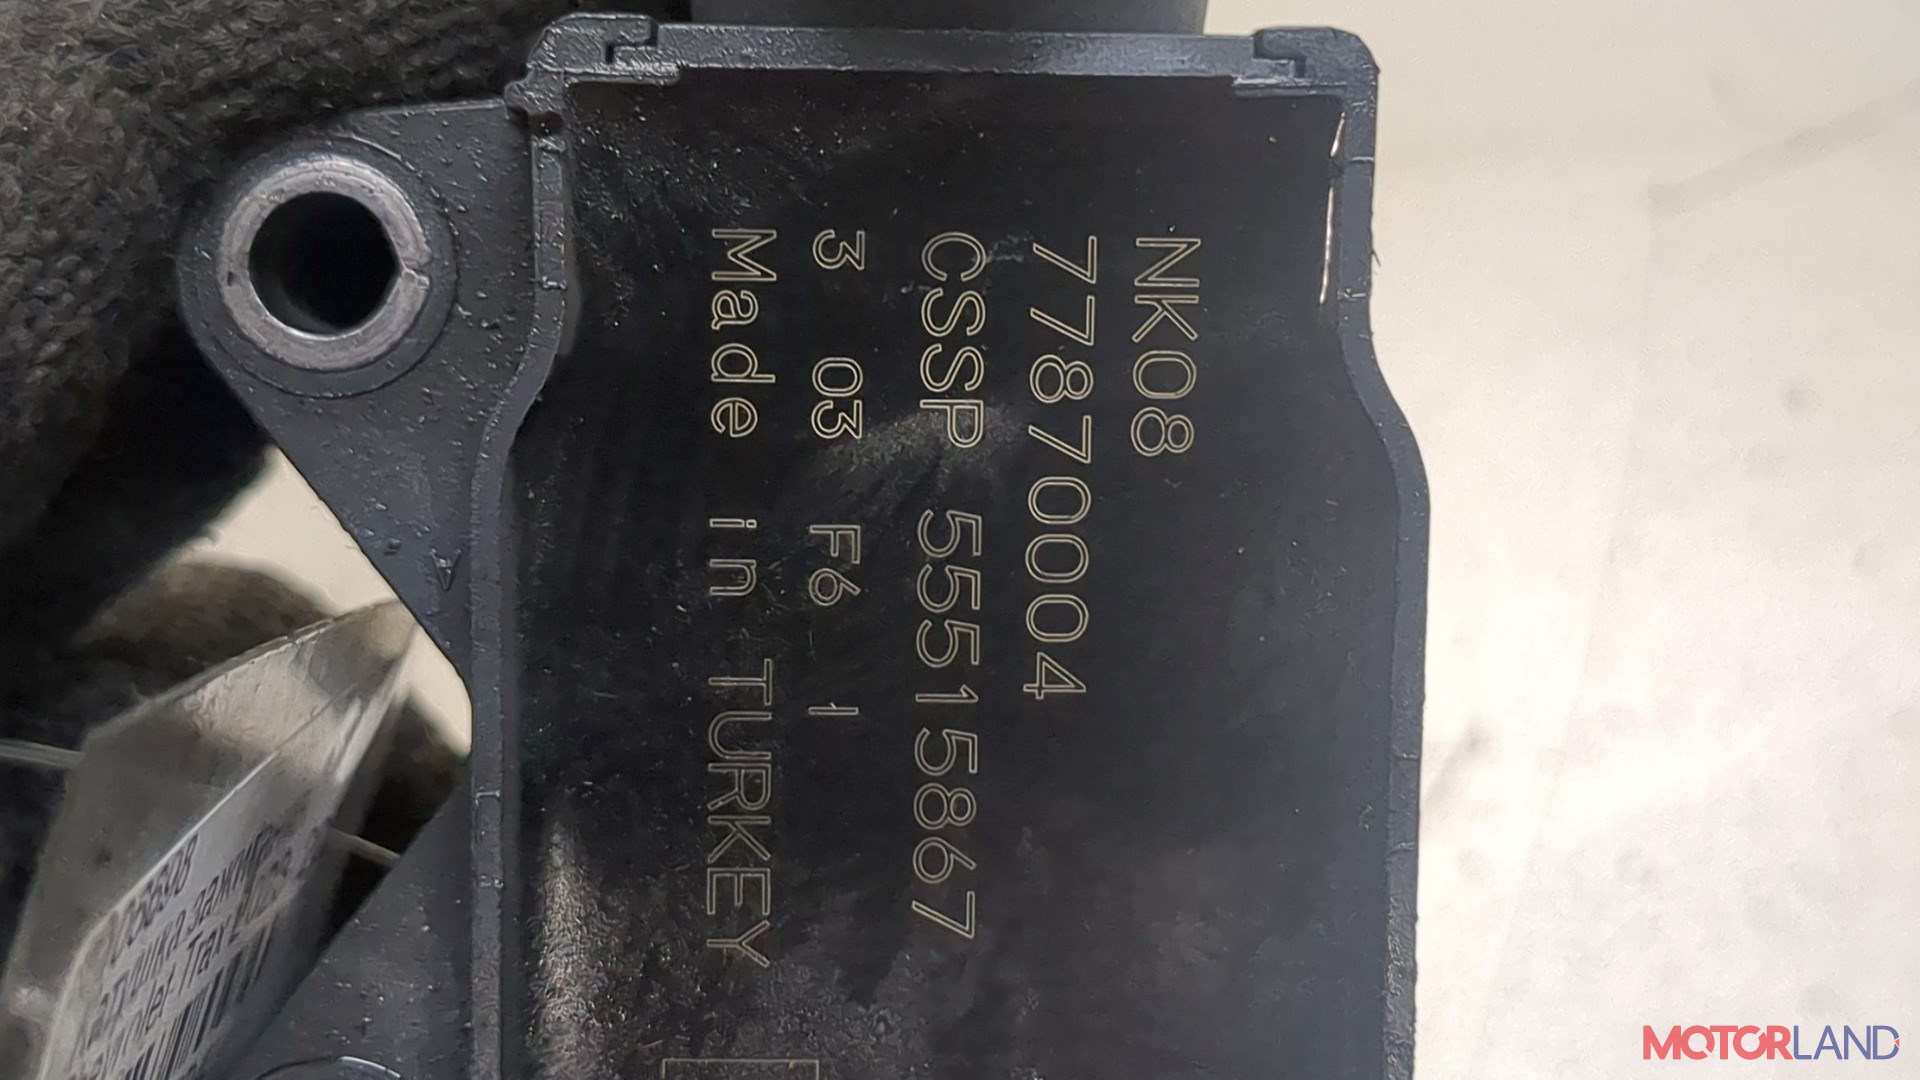 NK08
77870004
CSSP 55515867
3 03 F6 1
Made in TURKEY
MOTORLAND